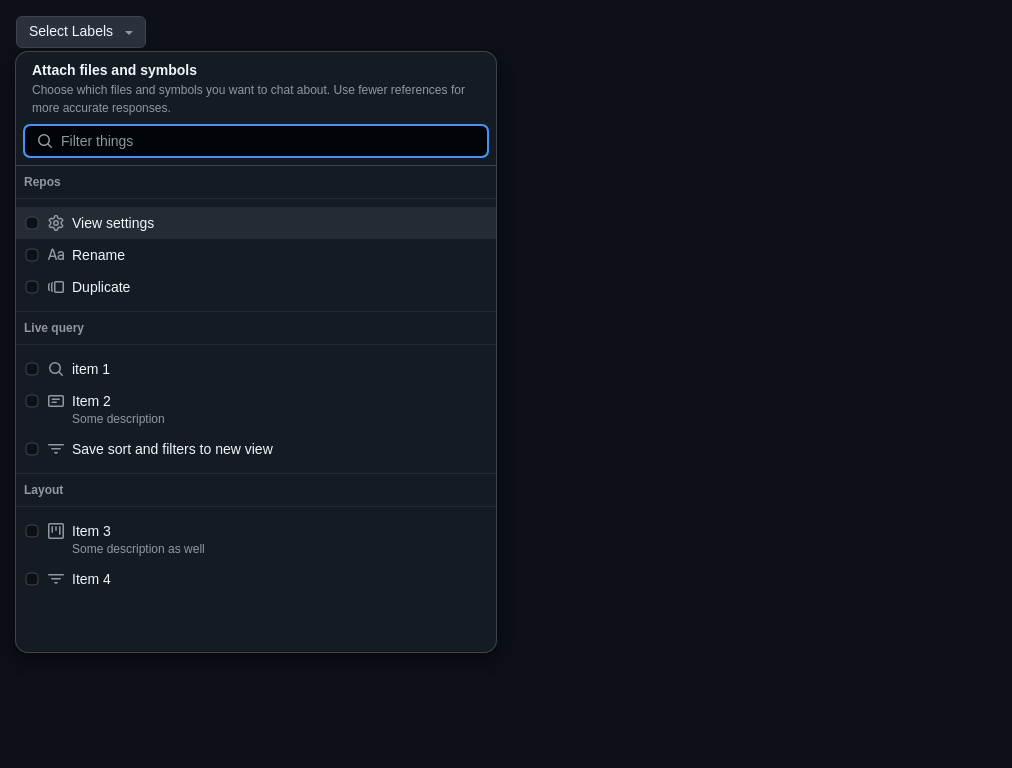 Select Labels
Attach files and symbols
Choose which files and symbols you want to chat about. Use fewer references for
more accurate responses.
Filter things
Repos
View settings
Rename
Duplicate
Live query
item 1
Item 2
Some description
Save sort and filters to new view
Layout
Item 3
Some description as well
Item 4